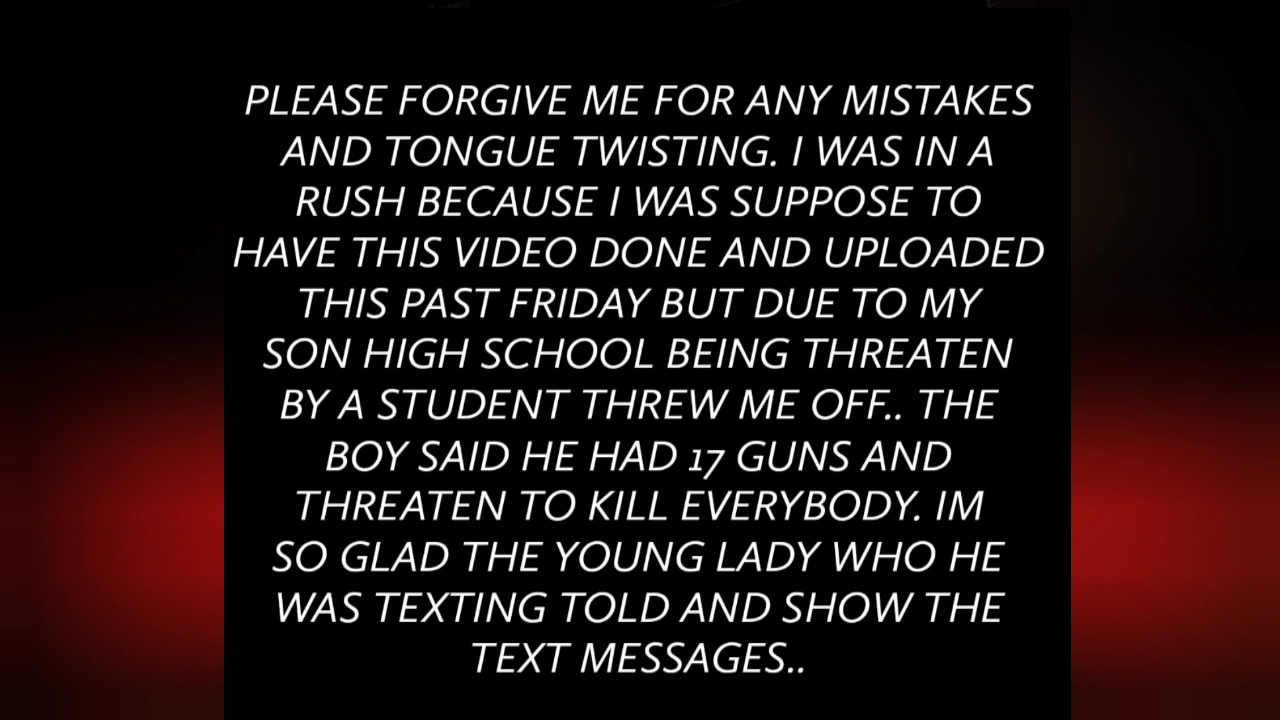 PLEASE FORGIVE ME FOR ANY MISTAKES
AND TONGUE TWISTING. I WAS IN A
RUSH BECAUSE I WAS SUPPOSE TO
HAVE THIS VIDEO DONE AND UPLOADED
THIS PAST FRIDAY BUT DUE TO MY
SON HIGH SCHOOL BEING THREATEN
BY A STUDENT THREW ME OFF.. THE
BOY SAID HE HAD 17 GUNS AND
THREATEN TO KILL EVERYBODY. IM
SO GLAD THE YOUNG LADY WHO HE
WAS TEXTING TOLD AND SHOW THE
TEXT MESSAGES..